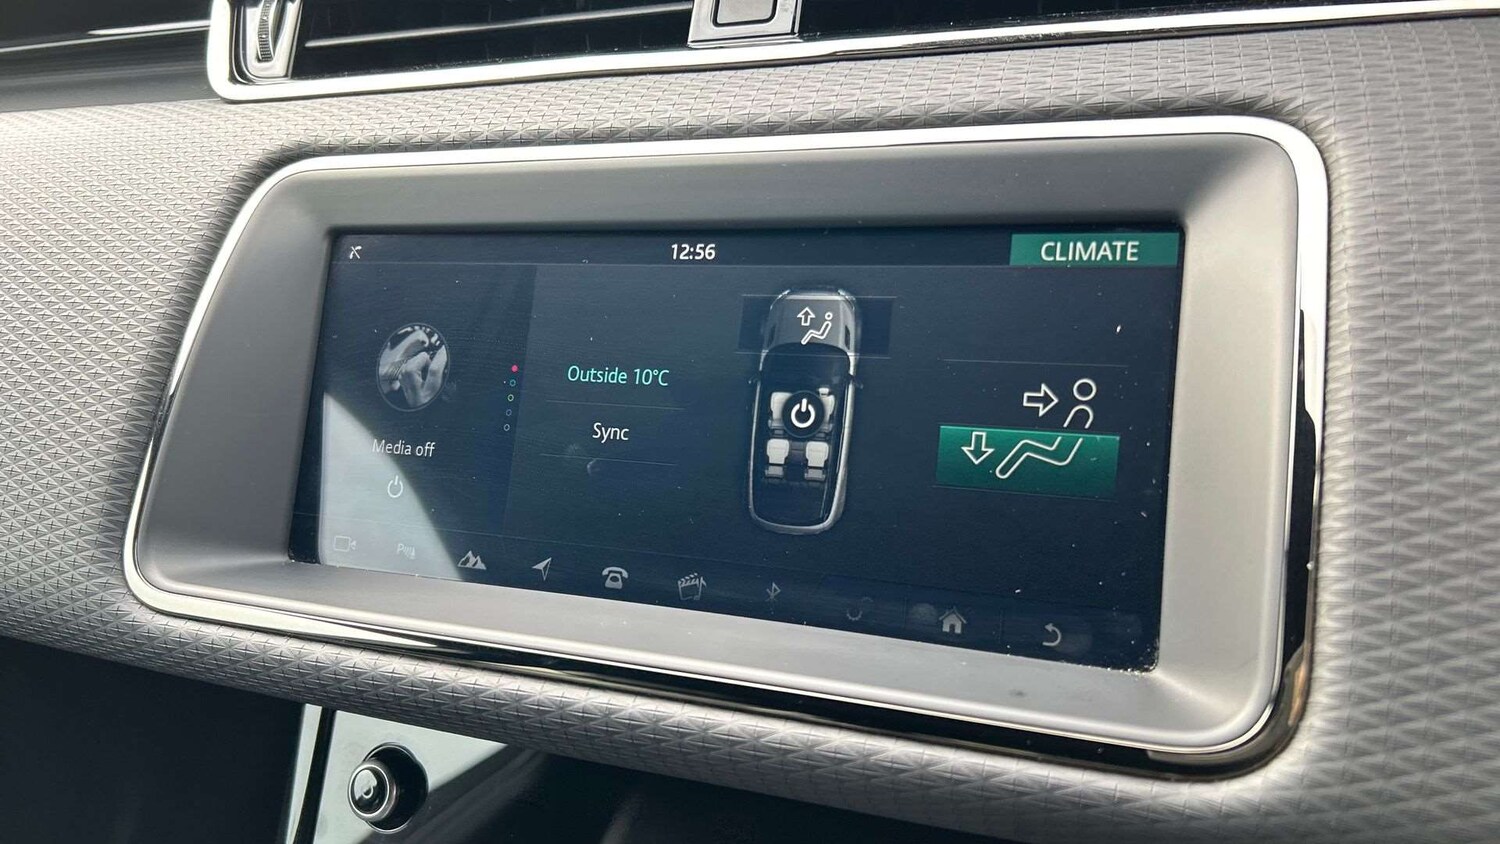 12:56
CLIMATE
Outside 10°C
Sync
Media off